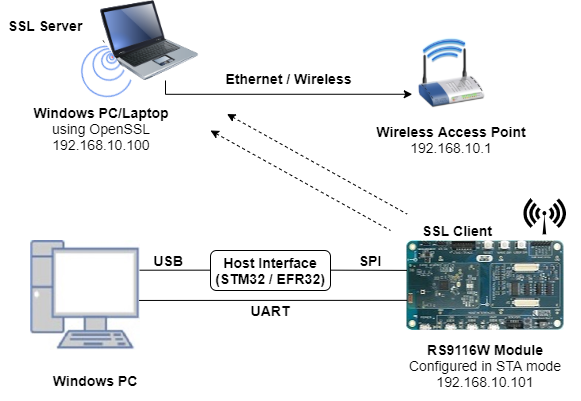 SSL Server
Ethernet / Wireless
Windows PC/Laptop
using OpenSSL
192.168.10.100
Wireless Access Point
192.168.10.1
SSL Client
USB
Host Interface
(STM32 / EFR32)
SPI
UART
RS9116W Module
Configured in STA mode
192.168.10.101
Windows PC